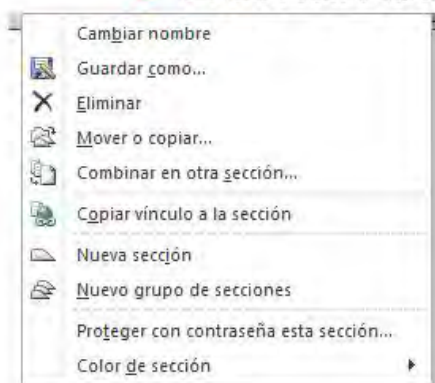 Cambiar nombre
Guardar como...
Eliminar
Mover o copiar...
Combinar en otra sección...
Copiar vínculo a la sección
Nueva sección
Nuevo grupo de secciones
Proteger con contraseña esta sección...
Color de sección